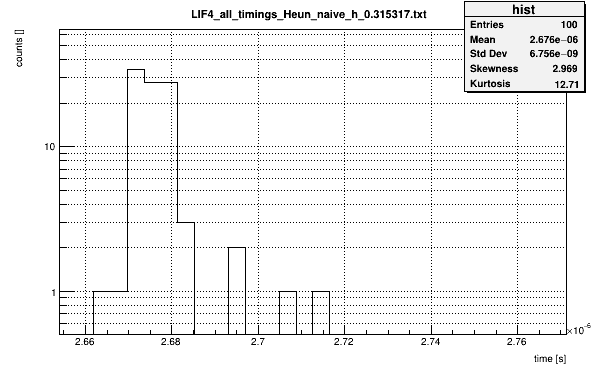 LIF4_all_timings_Heun_naive_h_0.315317.txt
hist
Entries 100
Mean 2.676e−06
Std Dev 6.756e−09
Skewness 2.969
Kurtosis 12.71
counts []
10
1
2.66 2.68 2.7 2.72 2.74 2.76
×10⁻⁶
time [s]